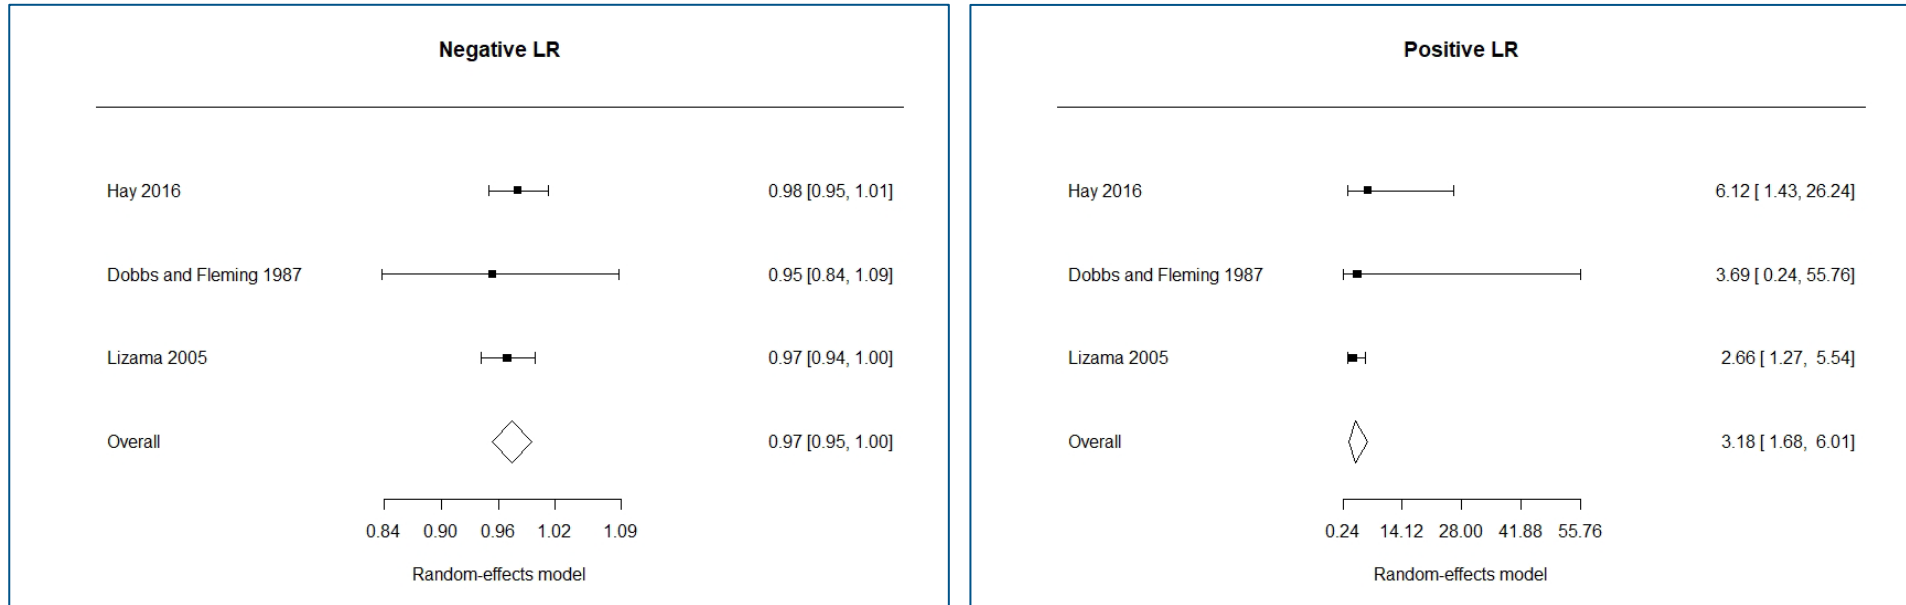 Negative LR
Hay 2016 0.98 [0.95, 1.01]
Dobbs and Fleming 1987 0.95 [0.84, 1.09]
Lizama 2005 0.97 [0.94, 1.00]
Overall 0.97 [0.95, 1.00]
0.84 0.90 0.96 1.02 1.09
Random-effects model
Positive LR
Hay 2016 6.12 [ 1.43, 26.24]
Dobbs and Fleming 1987 3.69 [ 0.24, 55.76]
Lizama 2005 2.66 [ 1.27, 5.54]
Overall 3.18 [ 1.68, 6.01]
0.24 14.12 28.00 41.88 55.76
Random-effects model